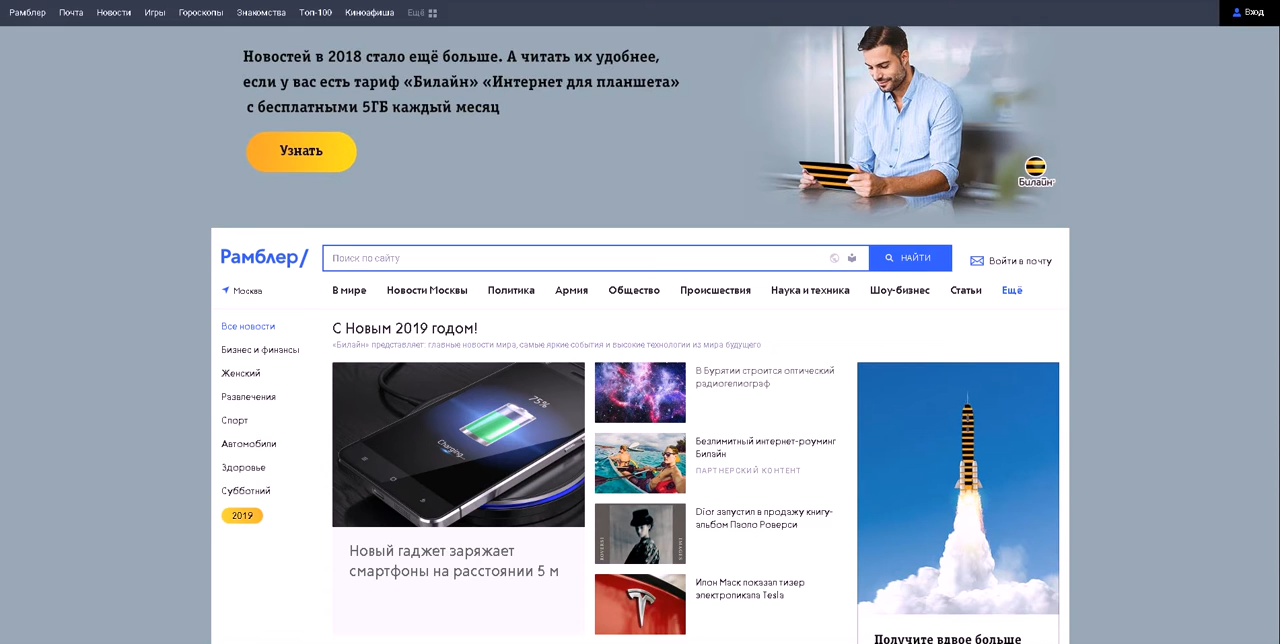 Рамблер Почта Новости Игры Гороскопы Знакомства Топ-100 Киноафиша Ещё
Вход
Новостей в 2018 стало ещё больше. А читать их удобнее,
если у вас есть тариф «Билайн» «Интернет для планшета»
с бесплатными 5ГБ каждый месяц
Узнать
Билайн
Рамблер/
Поиск по сайту
НАЙТИ
Войти в почту
Москва
В мире Новости Москвы Политика Армия Общество Происшествия Наука и техника Шоу-бизнес Статьи Ещё
Все новости
Бизнес и финансы
Женский
Развлечения
Спорт
Автомобили
Здоровье
Субботний
2019
С Новым 2019 годом!
«Билайн» представляет: главные новости мира, самые яркие события и высокие технологии из мира будущего
75%
Charging...
Новый гаджет заряжает
смартфоны на расстоянии 5 м
В Бурятии строится оптический
радиогелиограф
Безлимитный интернет-роуминг
Билайн
ПАРТНЕРСКИЙ КОНТЕНТ
Dior запустил в продажу книгу-
альбом Паоло Роверси
Илон Маск показал тизер
электропикапа Tesla
Получите вдвое больше